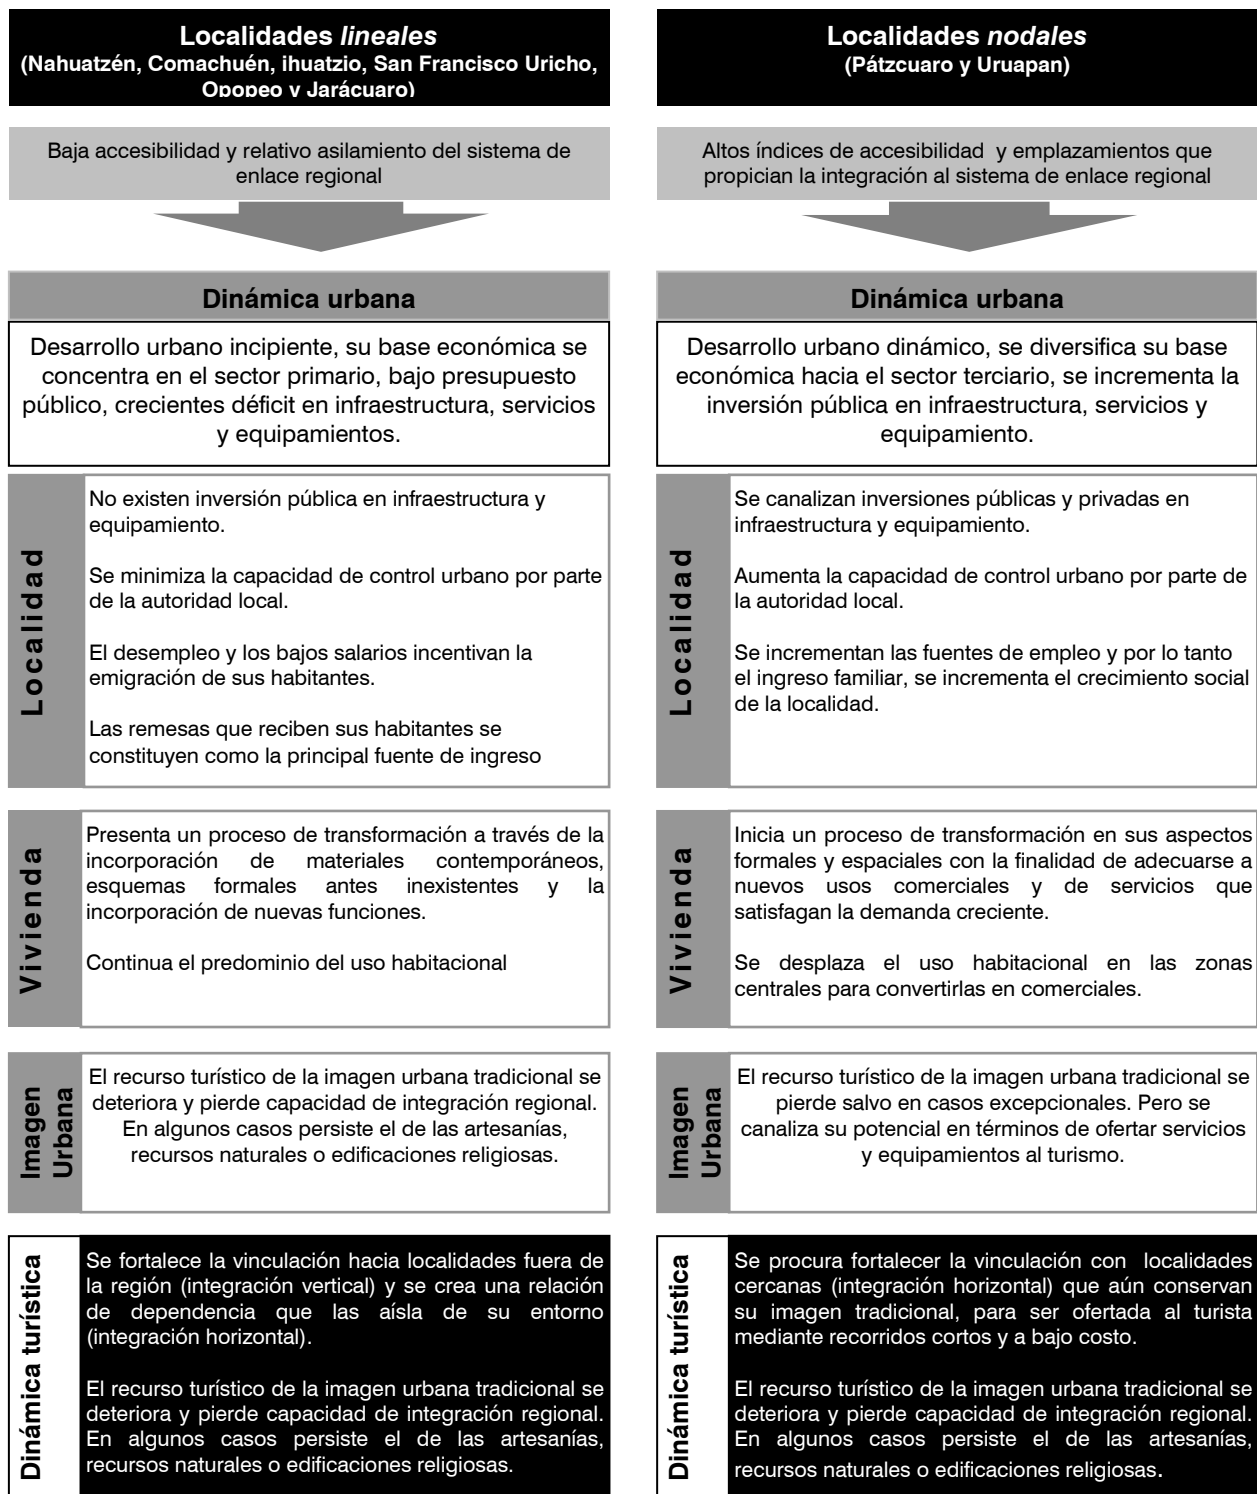 Localidades lineales
(Nahuatzén, Comachuén, ihuatzio, San Francisco Uricho,
Opopeo y Jarácuaro)
Baja accesibilidad y relativo asilamiento del sistema de
enlace regional
Dinámica urbana
Desarrollo urbano incipiente, su base económica se
concentra en el sector primario, bajo presupuesto
público, crecientes déficit en infraestructura, servicios
y equipamientos.
Localidad
No existen inversión pública en infraestructura y
equipamiento.
Se minimiza la capacidad de control urbano por parte
de la autoridad local.
El desempleo y los bajos salarios incentivan la
emigración de sus habitantes.
Las remesas que reciben sus habitantes se
constituyen como la principal fuente de ingreso
Vivienda
Presenta un proceso de transformación a través de la
incorporación de materiales contemporáneos,
esquemas formales antes inexistentes y la
incorporación de nuevas funciones.
Continua el predominio del uso habitacional
Imagen
Urbana
El recurso turístico de la imagen urbana tradicional se
deteriora y pierde capacidad de integración regional.
En algunos casos persiste el de las artesanías,
recursos naturales o edificaciones religiosas.
Dinámica turística
Se fortalece la vinculación hacia localidades fuera de
la región (integración vertical) y se crea una relación
de dependencia que las aísla de su entorno
(integración horizontal).
El recurso turístico de la imagen urbana tradicional se
deteriora y pierde capacidad de integración regional.
En algunos casos persiste el de las artesanías,
recursos naturales o edificaciones religiosas.
Localidades nodales
(Pátzcuaro y Uruapan)
Altos índices de accesibilidad y emplazamientos que
propician la integración al sistema de enlace regional
Dinámica urbana
Desarrollo urbano dinámico, se diversifica su base
económica hacia el sector terciario, se incrementa la
inversión pública en infraestructura, servicios y
equipamiento.
Localidad
Se canalizan inversiones públicas y privadas en
infraestructura y equipamiento.
Aumenta la capacidad de control urbano por parte de
la autoridad local.
Se incrementan las fuentes de empleo y por lo tanto
el ingreso familiar, se incrementa el crecimiento social
de la localidad.
Vivienda
Inicia un proceso de transformación en sus aspectos
formales y espaciales con la finalidad de adecuarse a
nuevos usos comerciales y de servicios que
satisfagan la demanda creciente.
Se desplaza el uso habitacional en las zonas
centrales para convertirlas en comerciales.
Imagen
Urbana
El recurso turístico de la imagen urbana tradicional se
pierde salvo en casos excepcionales. Pero se
canaliza su potencial en términos de ofertar servicios
y equipamientos al turismo.
Dinámica turística
Se procura fortalecer la vinculación con localidades
cercanas (integración horizontal) que aún conservan
su imagen tradicional, para ser ofertada al turista
mediante recorridos cortos y a bajo costo.
El recurso turístico de la imagen urbana tradicional se
deteriora y pierde capacidad de integración regional.
En algunos casos persiste el de las artesanías,
recursos naturales o edificaciones religiosas.